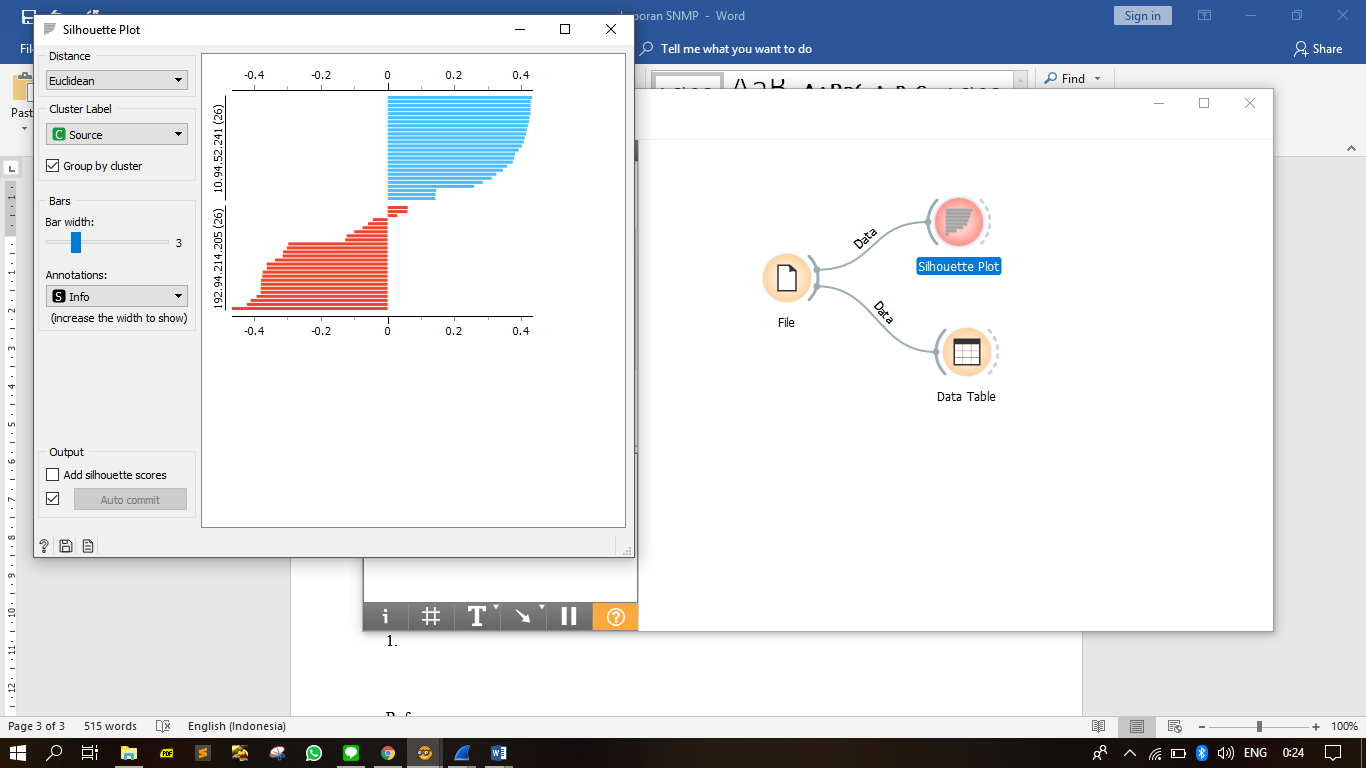 Silhouette Plot
poran SNMP - Word
Sign in
Tell me what you want to do
Share
Find
Distance
Euclidean
Cluster Label
C Source
Group by cluster
Bars
Bar width:
3
Annotations:
S Info
(increase the width to show)
Output
Add silhouette scores
Auto commit
-0.4 -0.2 0 0.2 0.4
10.94.52.241 (26)
192.94.214.205 (26)
-0.4 -0.2 0 0.2 0.4
Data
Silhouette Plot
File
Data
Data Table
1.
Page 3 of 3 515 words English (Indonesia)
100%
ENG 0:24